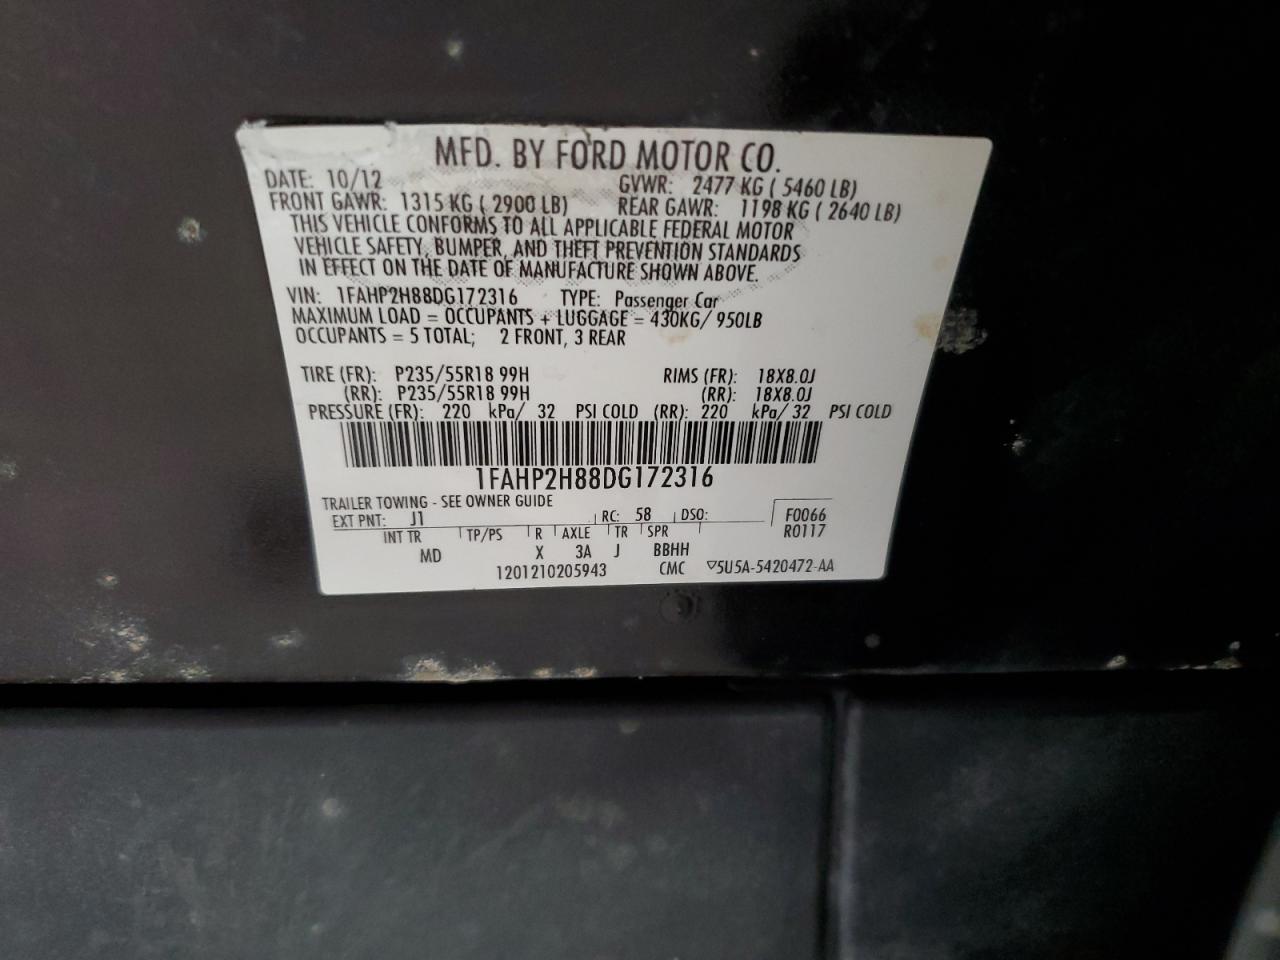 MFD. BY FORD MOTOR CO.
DATE: 10/12 GVWR: 2477 KG ( 5460 LB)
FRONT GAWR: 1315 KG ( 2900 LB) REAR GAWR: 1198 KG ( 2640 LB)
THIS VEHICLE CONFORMS TO ALL APPLICABLE FEDERAL MOTOR
VEHICLE SAFETY, BUMPER, AND THEFT PREVENTION STANDARDS
IN EFFECT ON THE DATE OF MANUFACTURE SHOWN ABOVE.
VIN: 1FAHP2H88DG172316 TYPE: Passenger Car
MAXIMUM LOAD = OCCUPANTS + LUGGAGE = 430KG/ 950LB
OCCUPANTS = 5 TOTAL; 2 FRONT, 3 REAR
TIRE (FR): P235/55R18 99H RIMS (FR): 18X8.0J
(RR): P235/55R18 99H (RR): 18X8.0J
PRESSURE (FR): 220 kPa/ 32 PSI COLD (RR): 220 kPa/ 32 PSI COLD
1FAHP2H88DG172316
TRAILER TOWING - SEE OWNER GUIDE
EXT PNT: J1 RC: 58 DSO: F0066
INT TR TP/PS R AXLE TR SPR R0117
MD X 3A J BBHH
1201210205943 CMC ▽5U5A-5420472-AA